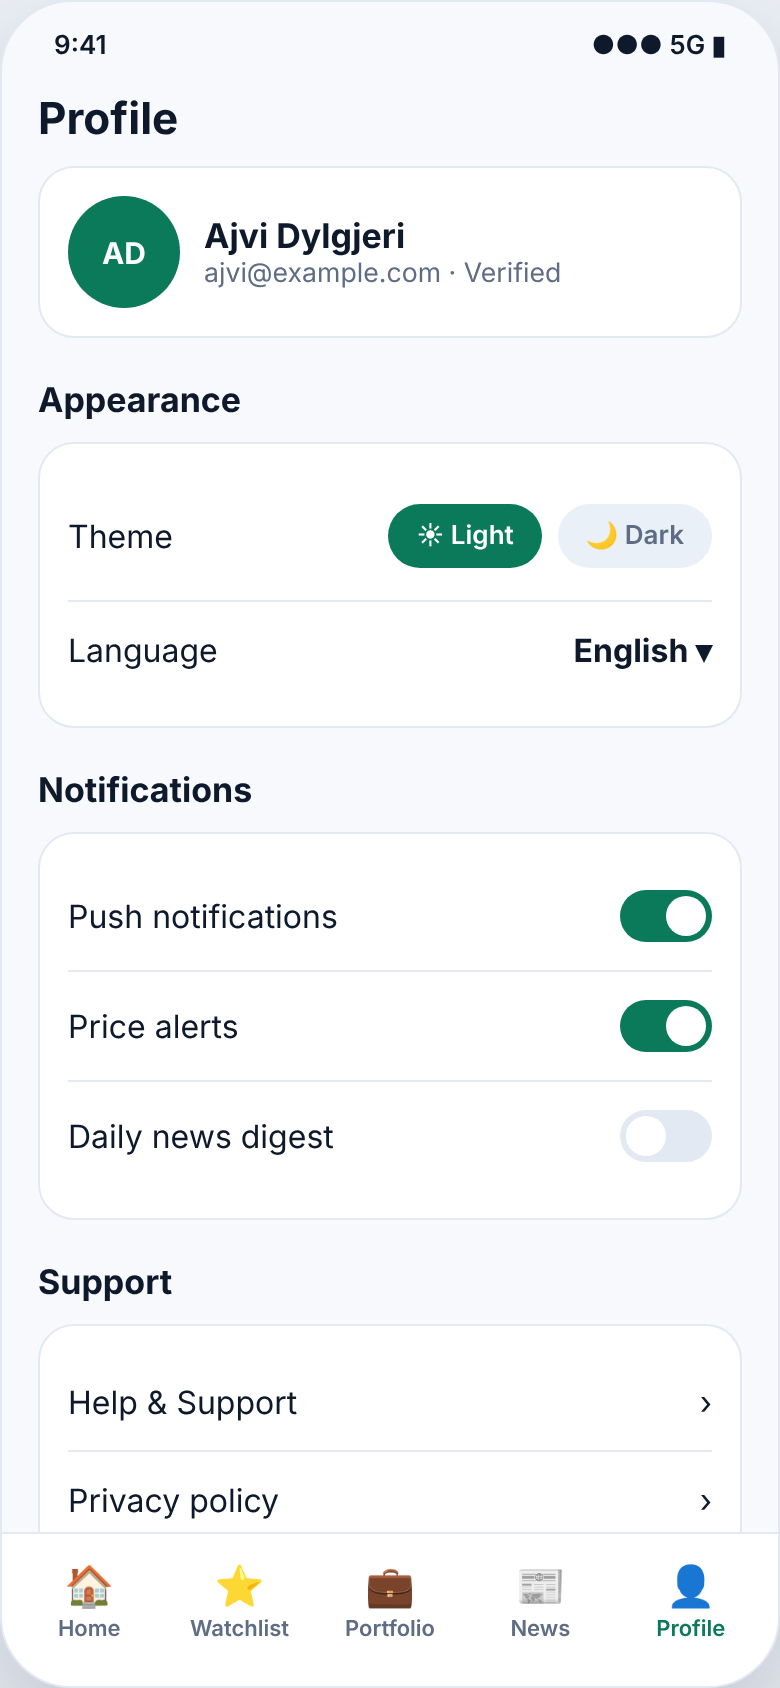 9:41
5G
Profile
AD
Ajvi Dylgjeri
ajvi@example.com · Verified
Appearance
Theme
Light
Dark
Language
English ▾
Notifications
Push notifications
Price alerts
Daily news digest
Support
Help & Support ›
Privacy policy ›
Home
Watchlist
Portfolio
News
Profile